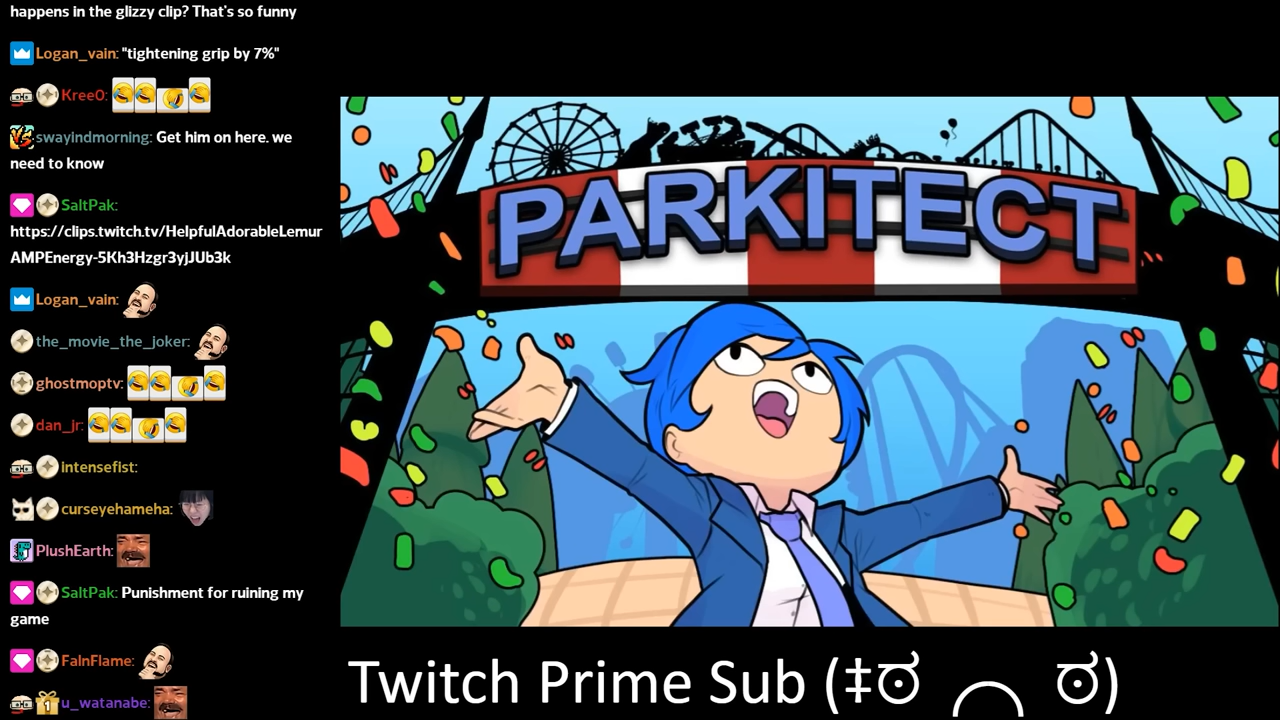 happens in the glizzy clip? That's so funny
Logan_vain: "tightening grip by 7%"
KreeO:
swayindmorning: Get him on here. we
need to know
SaltPak:
https://clips.twitch.tv/HelpfulAdorableLemur
AMPEnergy-5Kh3Hzgr3yjJUb3k
Logan_vain:
the_movie_the_joker:
ghostmoptv:
dan_jr:
intensefist:
curseyehameha:
PlushEarth:
SaltPak: Punishment for ruining my
game
FalnFlame:
1 u_watanabe:
PARKITECT
Twitch Prime Sub (‡ಠ ⁀ ಠ)